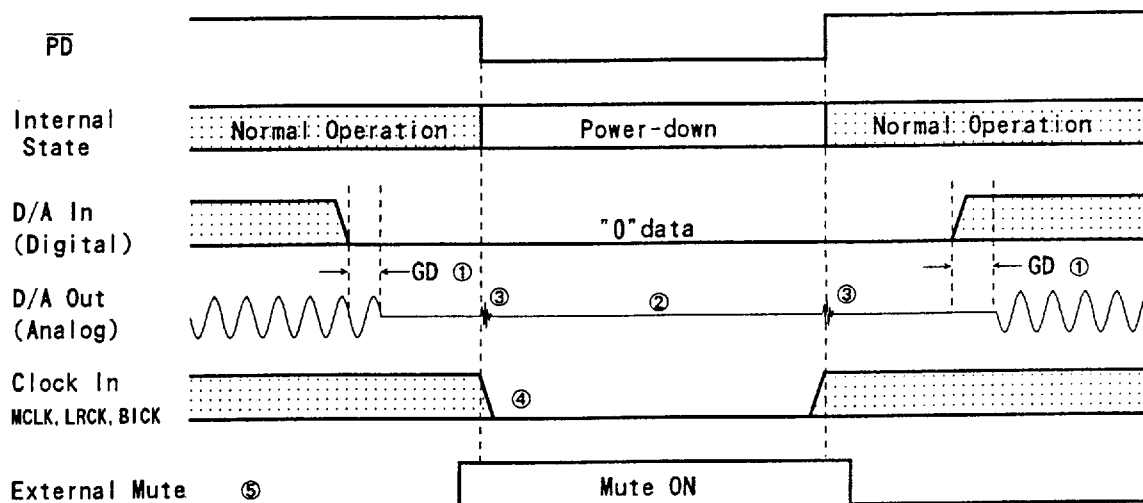 P̅D̅
Internal
State
Normal Operation
Power-down
Normal Operation
D/A In
(Digital)
"0" data
GD ①
GD ①
D/A Out
(Analog)
③
②
③
Clock In
MCLK, LRCK, BICK
④
External Mute ⑤
Mute ON